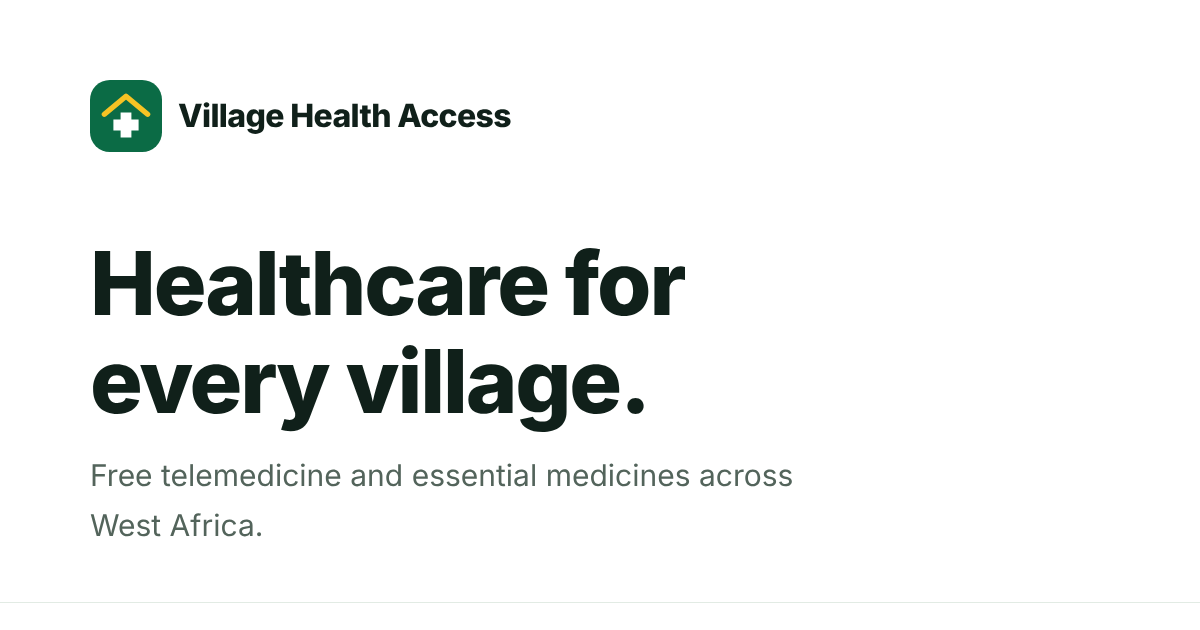 Village Health Access
Healthcare for
every village.
Free telemedicine and essential medicines across
West Africa.